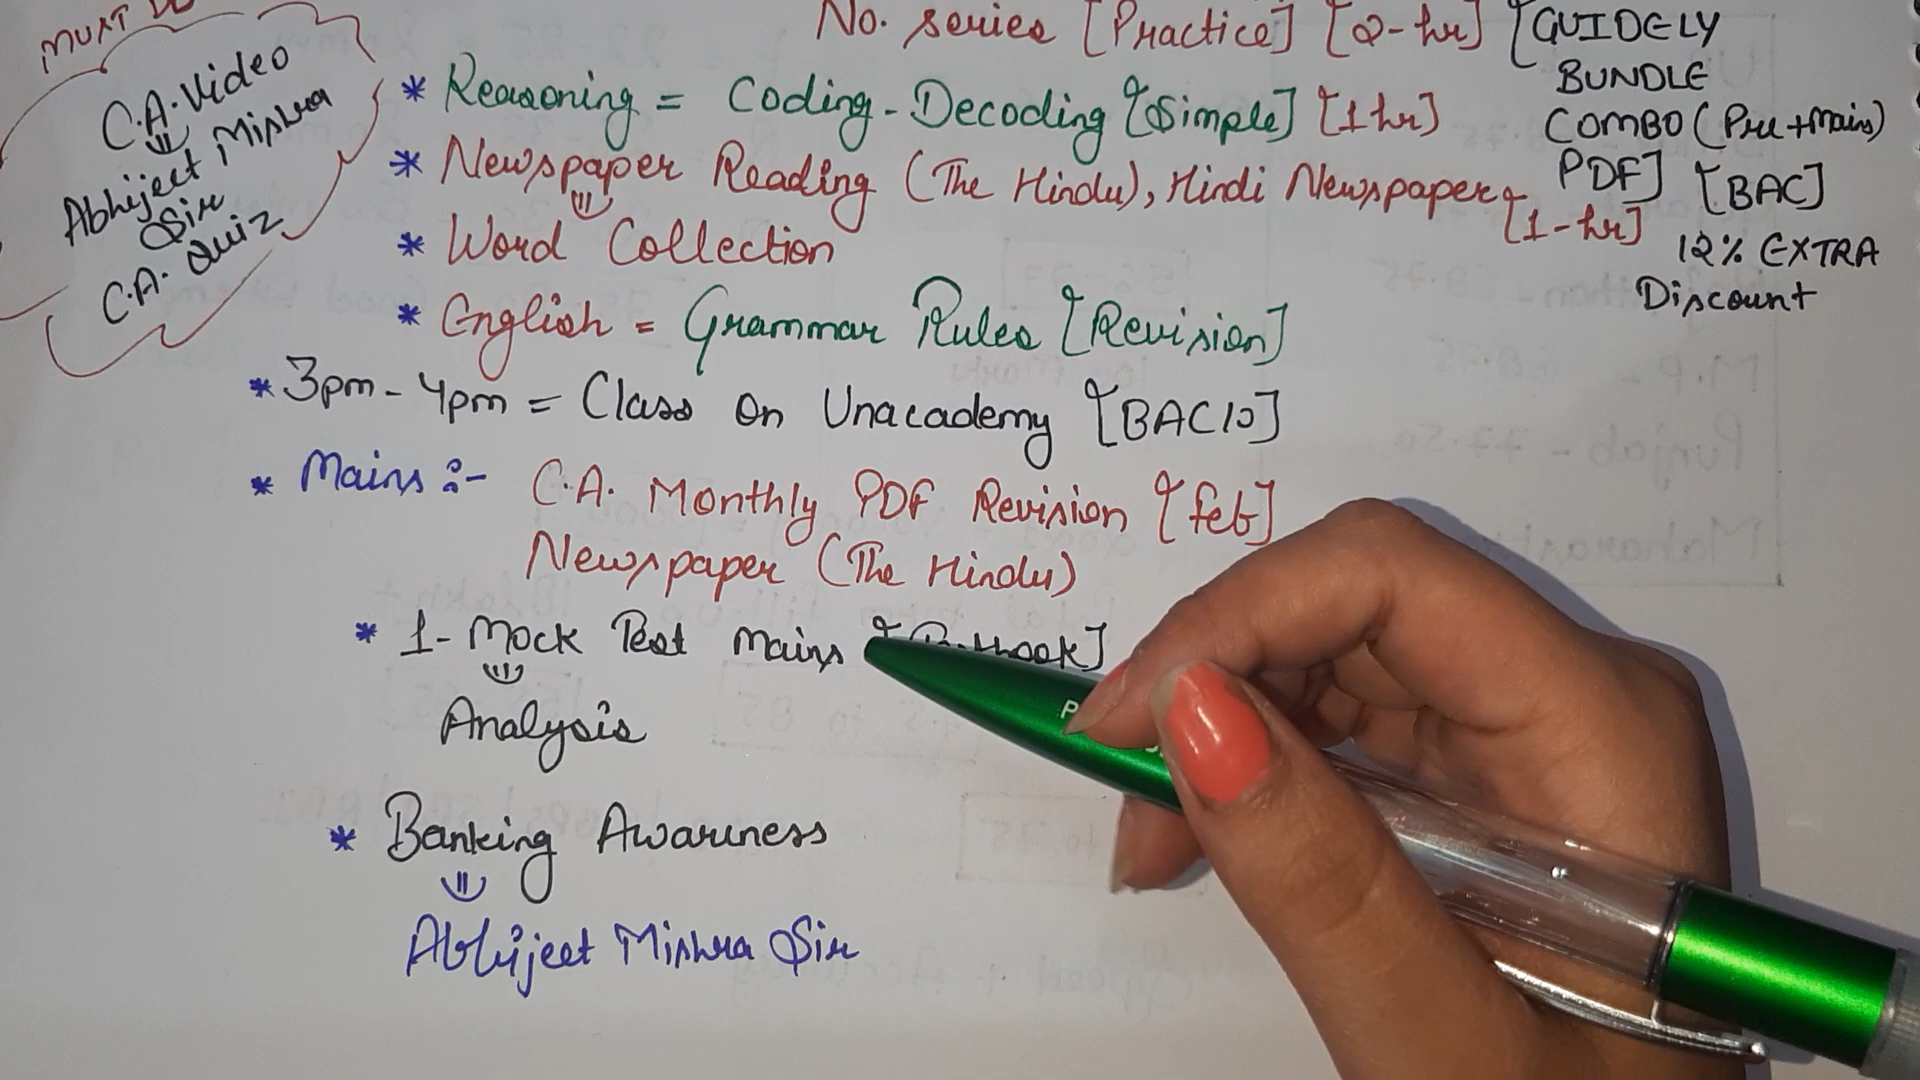 MUST DO
C.A. Video
Abhijeet Mishra
Sir
C.A. Quiz
No. series [Practice] [2-hr] [GUIDELY
BUNDLE
COMBO (Pre+Mains)
PDF] [BAC]
12% EXTRA
Discount
* Reasoning = Coding-Decoding [Simple] [1hr]
* Newspaper Reading (The Hindu), Hindi Newspaper
[1-hr]
* Word Collection
* English = Grammar Rules [Revision]
* 3pm-4pm = Class on Unacademy [BAC10]
* Mains :- C.A. Monthly PDF Revision [feb]
Newspaper (The Hindu)
* 1-Mock Test Mains
Analysis
* Banking Awareness
Abhijeet Mishra Sir